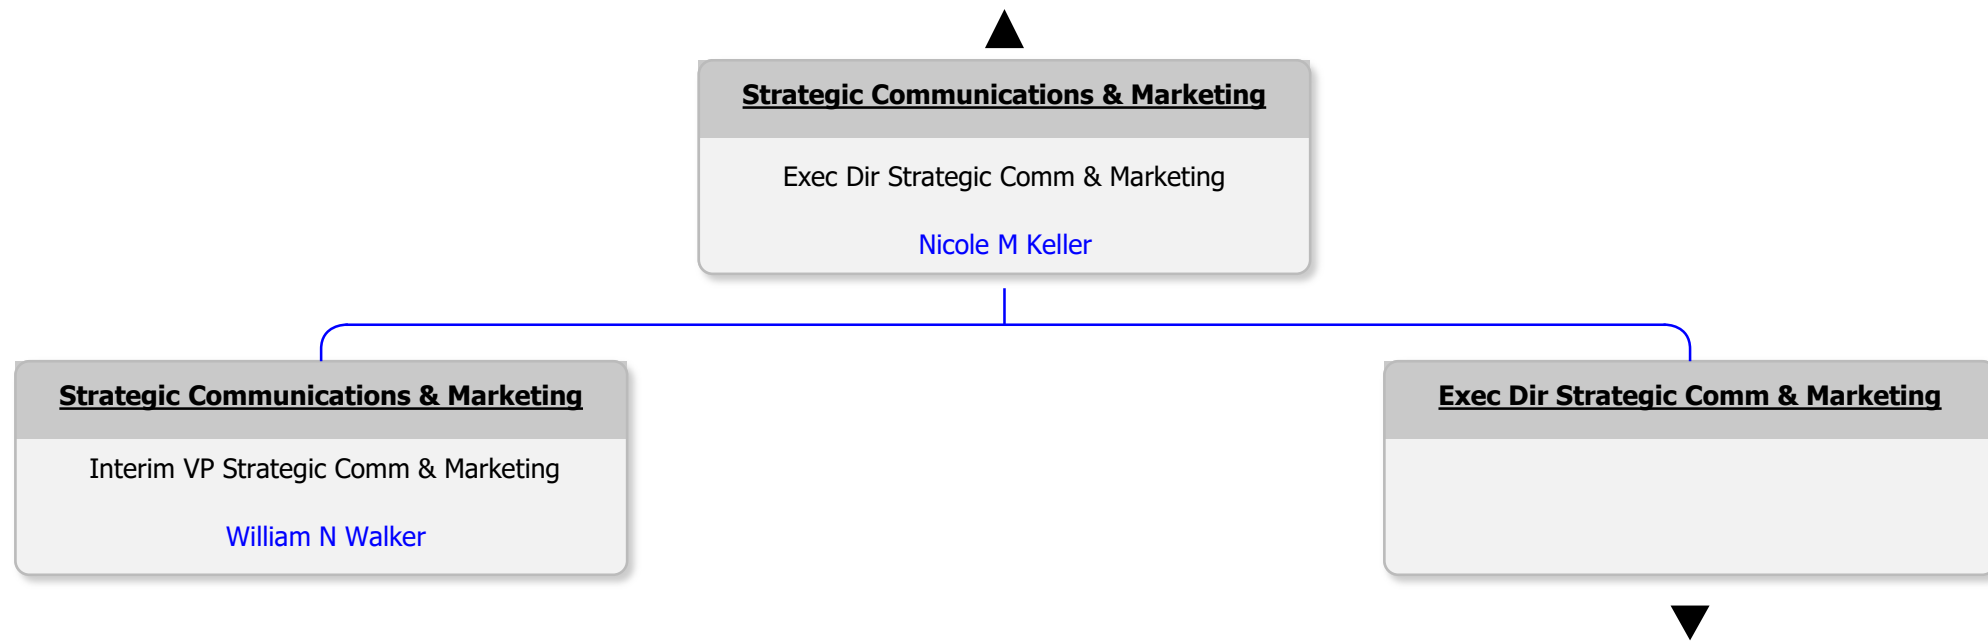 Strategic Communications & Marketing
Exec Dir Strategic Comm & Marketing
Nicole M Keller
Strategic Communications & Marketing
Interim VP Strategic Comm & Marketing
William N Walker
Exec Dir Strategic Comm & Marketing